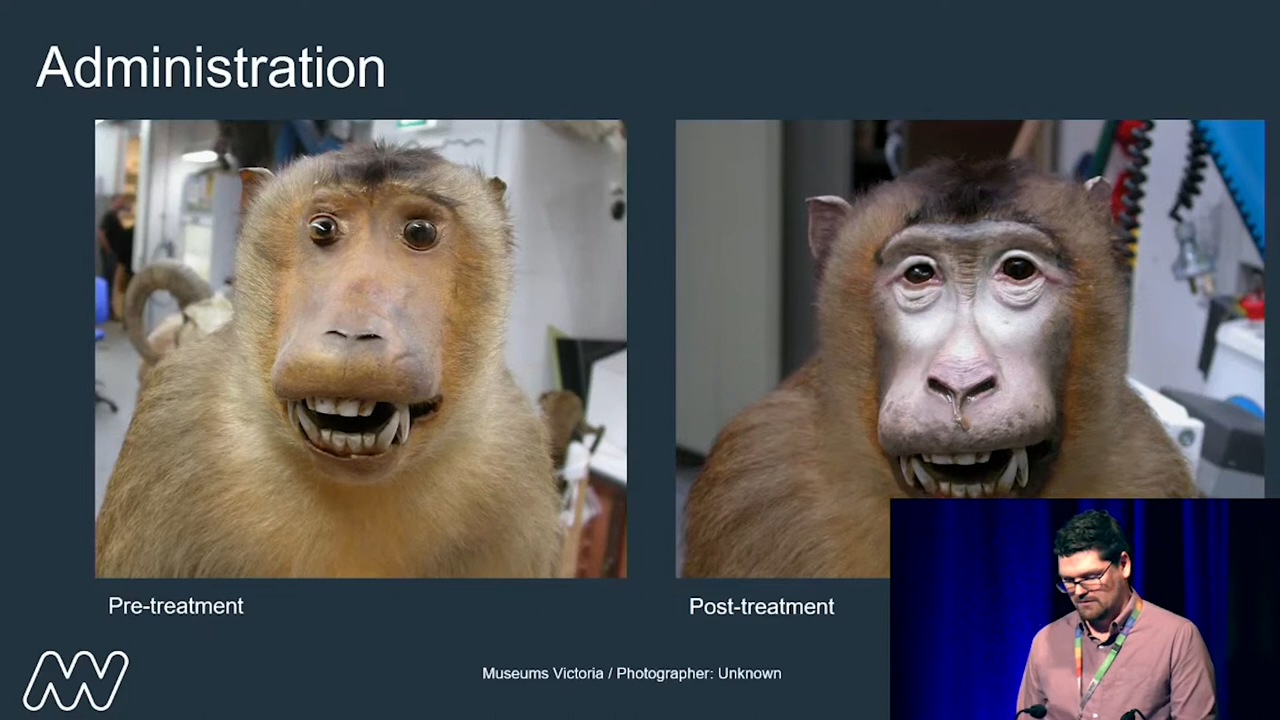 Administration
Pre-treatment
Post-treatment
Museums Victoria / Photographer: Unknown